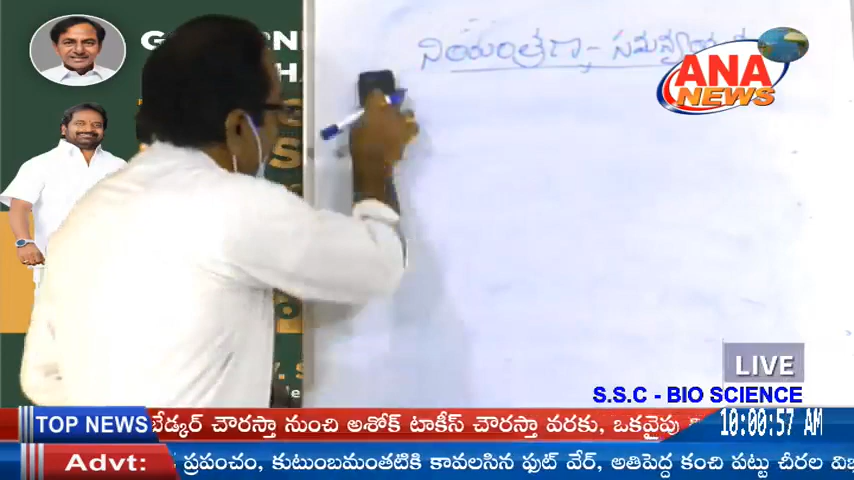 నియంత్రణ - సమన్వయ
ANA
NEWS
LIVE
S.S.C - BIO SCIENCE
TOP NEWS
చౌరస్తా నుంచి అశోక్ టాకీస్ చౌరస్తా వరకు, ఒకవైపు
10:00:57 AM
Advt:
ప్రపంచం, కుటుంబమంతటికి కావలసిన ఫుట్ వేర్, అతిపెద్ద కంచి పట్టు చీరల